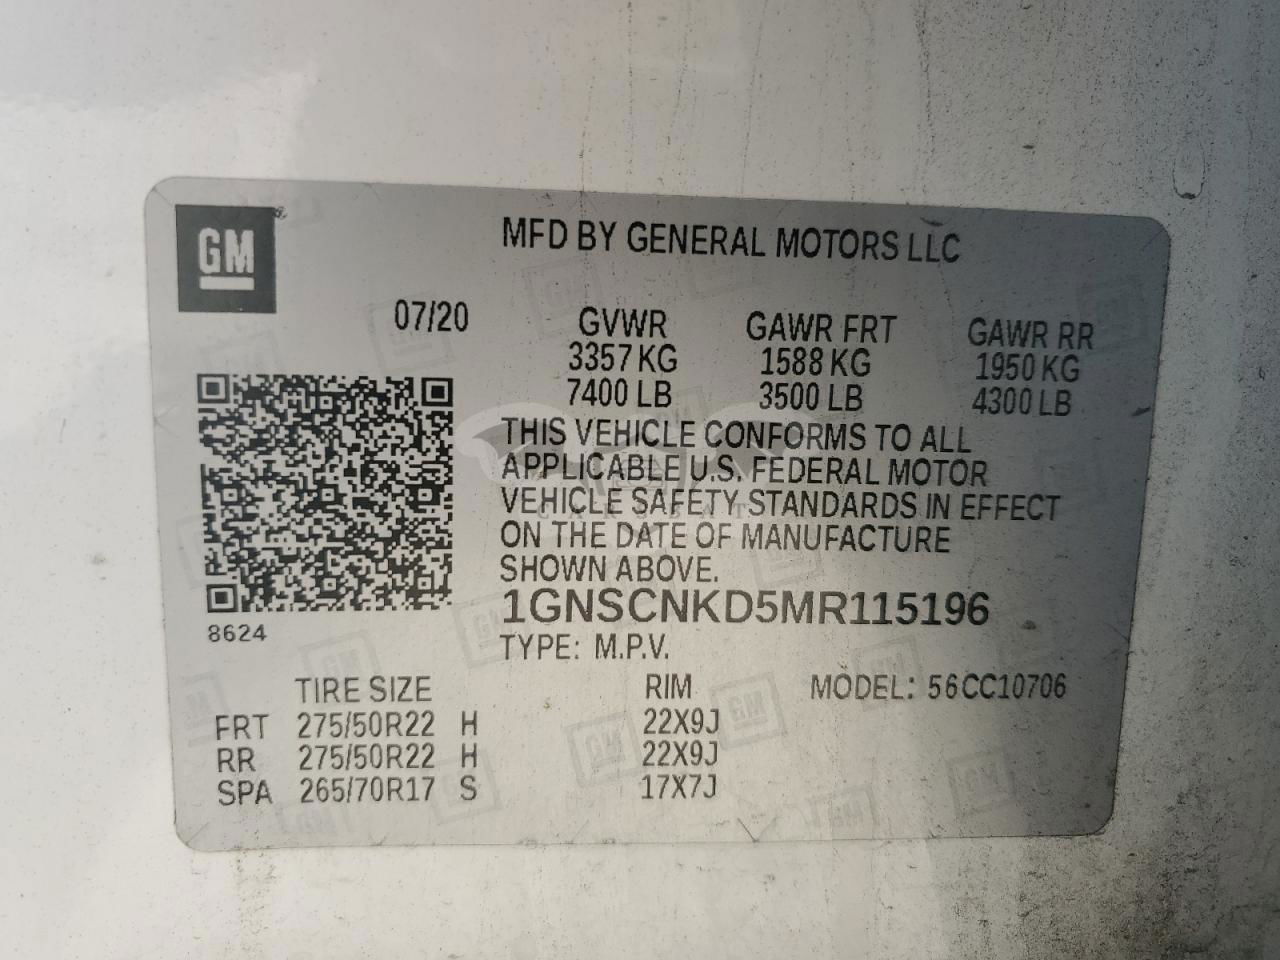 GM
MFD BY GENERAL MOTORS LLC
07/20
GVWR GAWR FRT GAWR RR
3357 KG 1588 KG 1950 KG
7400 LB 3500 LB 4300 LB
THIS VEHICLE CONFORMS TO ALL
APPLICABLE U.S. FEDERAL MOTOR
VEHICLE SAFETY STANDARDS IN EFFECT
ON THE DATE OF MANUFACTURE
SHOWN ABOVE.
1GNSCNKD5MR115196
8624
TYPE: M.P.V.
TIRE SIZE RIM MODEL: 56CC10706
FRT 275/50R22 H 22X9J
RR 275/50R22 H 22X9J
SPA 265/70R17 S 17X7J